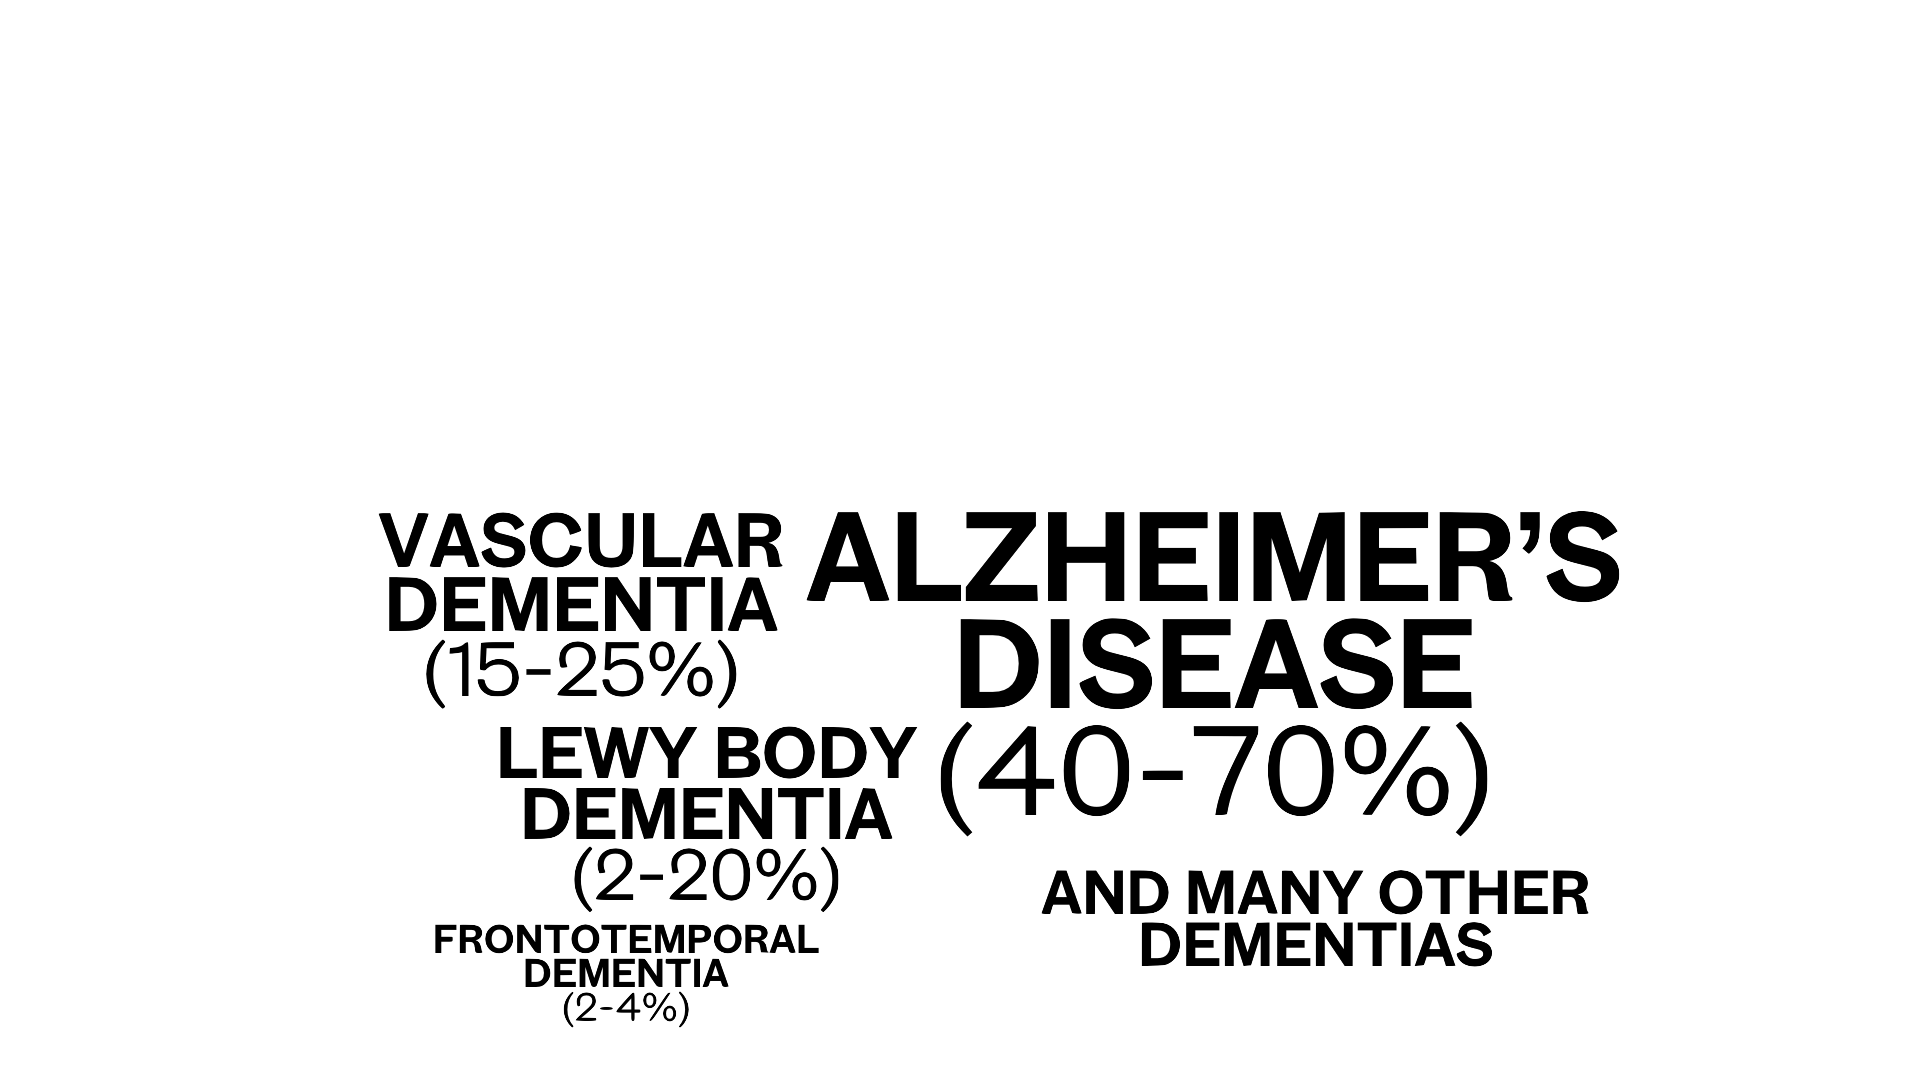 VASCULAR
DEMENTIA
(15-25%)
ALZHEIMER’S
DISEASE
(40-70%)
LEWY BODY
DEMENTIA
(2-20%)
FRONTOTEMPORAL
DEMENTIA
(2-4%)
AND MANY OTHER
DEMENTIAS